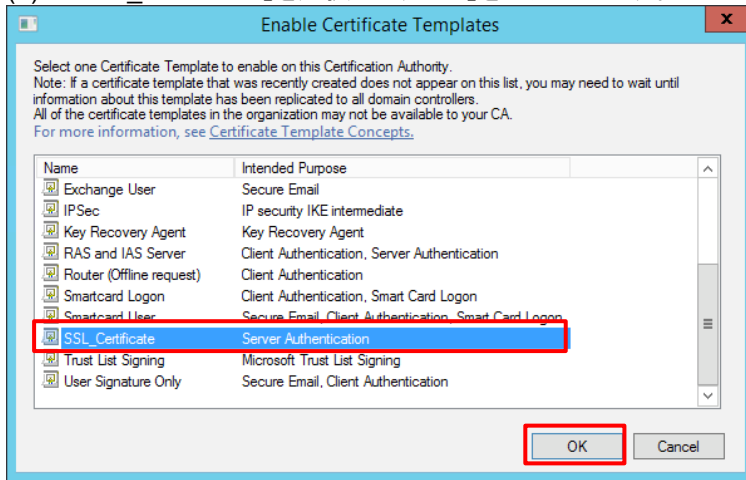 Enable Certificate Templates
x
Select one Certificate Template to enable on this Certification Authority.
Note: If a certificate template that was recently created does not appear on this list, you may need to wait until
information about this template has been replicated to all domain controllers.
All of the certificate templates in the organization may not be available to your CA.
For more information, see Certificate Template Concepts.
Name Intended Purpose
Exchange User Secure Email
IPSec IP security IKE intermediate
Key Recovery Agent Key Recovery Agent
RAS and IAS Server Client Authentication, Server Authentication
Router (Offline request) Client Authentication
Smartcard Logon Client Authentication, Smart Card Logon
Smartcard User Secure Email, Client Authentication, Smart Card Logon
SSL_Certificate Server Authentication
Trust List Signing Microsoft Trust List Signing
User Signature Only Secure Email, Client Authentication
OK Cancel